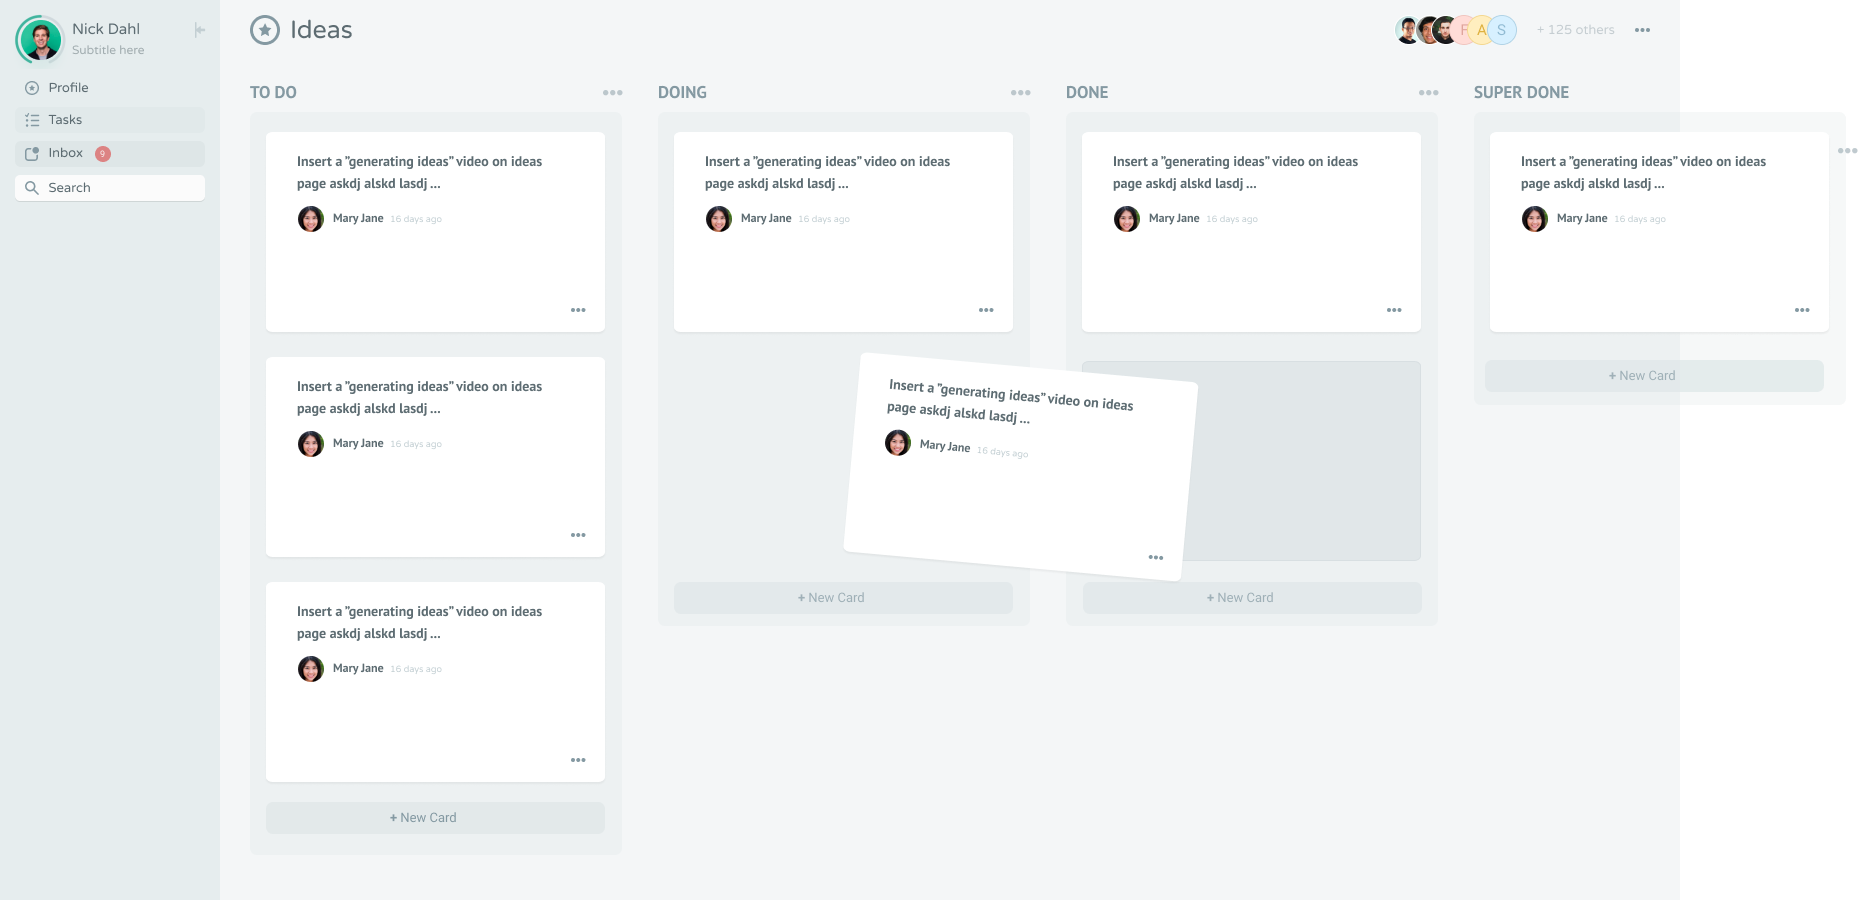 Nick Dahl
Subtitle here
Profile
Tasks
Inbox 9
Search
Ideas
F A S + 125 others
TO DO
Insert a ”generating ideas” video on ideas
page askdj alskd lasdj ...
Mary Jane 16 days ago
Insert a ”generating ideas” video on ideas
page askdj alskd lasdj ...
Mary Jane 16 days ago
Insert a ”generating ideas” video on ideas
page askdj alskd lasdj ...
Mary Jane 16 days ago
+ New Card
DOING
Insert a ”generating ideas” video on ideas
page askdj alskd lasdj ...
Mary Jane 16 days ago
Insert a ”generating ideas” video on ideas
page askdj alskd lasdj ...
Mary Jane 16 days ago
+ New Card
DONE
Insert a ”generating ideas” video on ideas
page askdj alskd lasdj ...
Mary Jane 16 days ago
+ New Card
SUPER DONE
Insert a ”generating ideas” video on ideas
page askdj alskd lasdj ...
Mary Jane 16 days ago
+ New Card